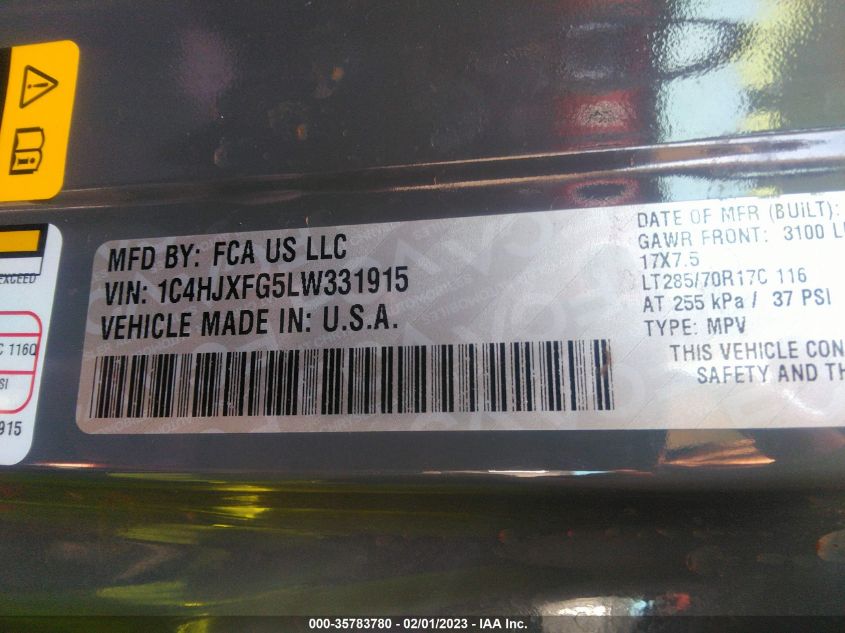 MFD BY: FCA US LLC
VIN: 1C4HJXFG5LW331915
VEHICLE MADE IN: U.S.A.
DATE OF MFR (BUILT):
GAWR FRONT: 3100
17X7.5
LT285/70R17C 116
AT 255 kPa / 37 PSI
TYPE: MPV
THIS VEHICLE CON
SAFETY AND TH
EXCEED
C 116Q
SI
915
000-35783780 - 02/01/2023 - IAA Inc.